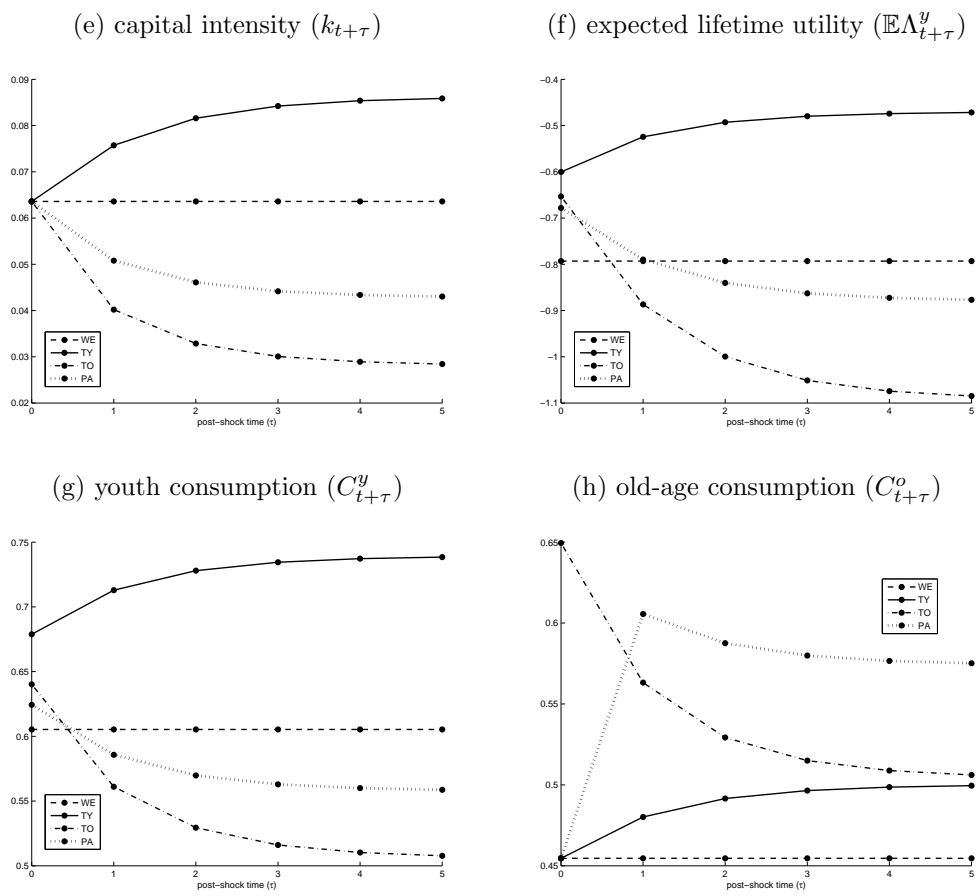 (e) capital intensity (k_{t+τ})
0.09
0.08
0.07
0.06
0.05
0.04
0.03
0.02
WE
TY
TO
PA
0 1 2 3 4 5
post−shock time (τ)
(f) expected lifetime utility (𝔼Λ^y_{t+τ})
−0.4
−0.5
−0.6
−0.7
−0.8
−0.9
−1
−1.1
WE
TY
TO
PA
0 1 2 3 4 5
post−shock time (τ)
(g) youth consumption (C^y_{t+τ})
0.75
0.7
0.65
0.6
0.55
0.5
WE
TY
TO
PA
0 1 2 3 4 5
post−shock time (τ)
(h) old-age consumption (C^o_{t+τ})
0.65
0.6
0.55
0.5
0.45
WE
TY
TO
PA
0 1 2 3 4 5
post−shock time (τ)